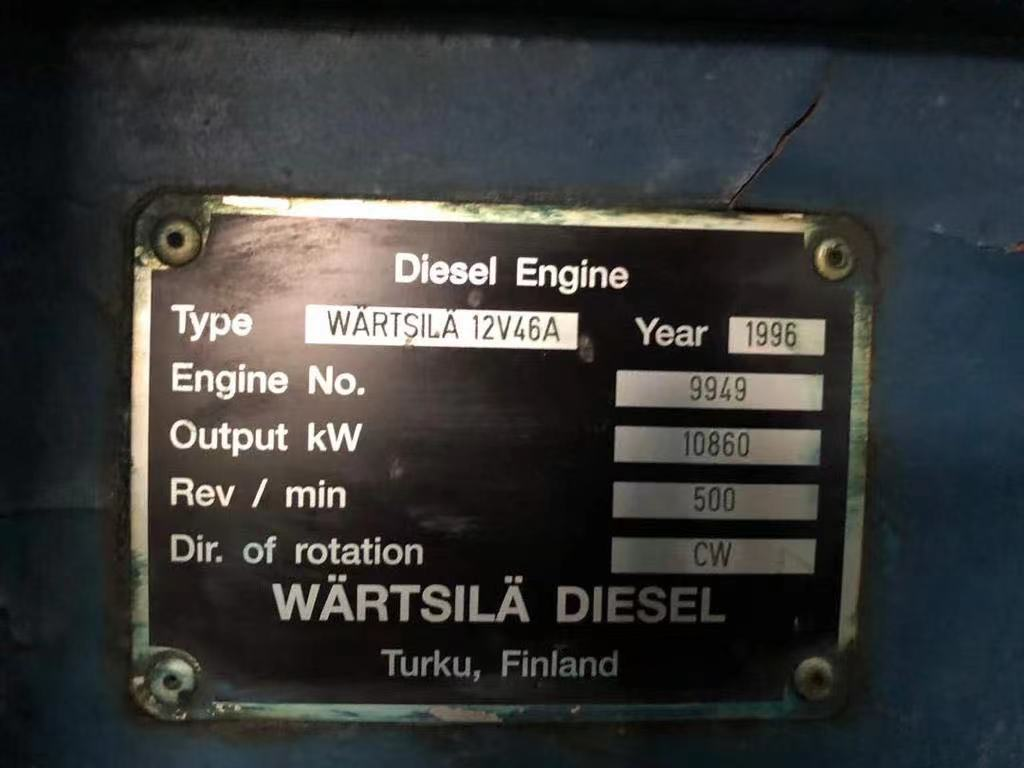 Diesel Engine
Type WÄRTSILÄ 12V46A Year 1996
Engine No. 9949
Output kW 10860
Rev / min 500
Dir. of rotation CW
WÄRTSILÄ DIESEL
Turku, Finland